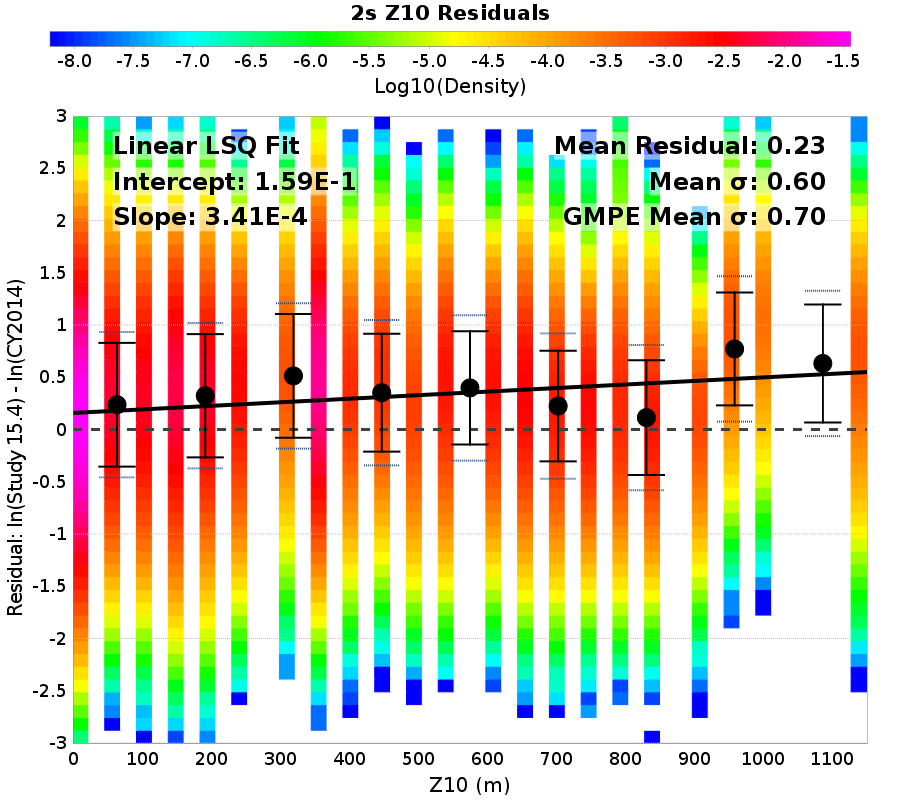 2s Z10 Residuals
-8.0 -7.5 -7.0 -6.5 -6.0 -5.5 -5.0 -4.5 -4.0 -3.5 -3.0 -2.5 -2.0 -1.5
Log10(Density)
Linear LSQ Fit
Intercept: 1.59E-1
Slope: 3.41E-4
Mean Residual: 0.23
Mean σ: 0.60
GMPE Mean σ: 0.70
Residual: ln(Study 15.4) - ln(CY2014)
3
2.5
2
1.5
1
0.5
0
-0.5
-1
-1.5
-2
-2.5
-3
0 100 200 300 400 500 600 700 800 900 1000 1100
Z10 (m)